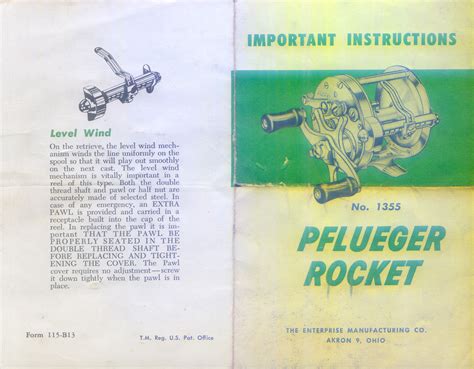 Level Wind
On the retrieve, the level wind mech-
anism winds the line uniformly on the
spool so that it will play out smoothly
on the next cast. The level wind
mechanism is vitally important in a
reel of this type. Both the double
thread shaft and pawl or half nut are
accurately made of selected steel. In
case of any emergency, an EXTRA
PAWL is provided and carried in a
receptacle built into the cap of the
reel. In replacing the pawl it is im-
portant THAT THE PAWL BE
PROPERLY SEATED IN THE
DOUBLE THREAD SHAFT BE-
FORE REPLACING AND TIGHT-
ENING THE COVER. The Pawl
cover requires no adjustment—screw
it down tightly when the pawl is in
place.
Form 115-B13
T.M. Reg. U.S. Pat. Office
IMPORTANT INSTRUCTIONS
No. 1355
PFLUEGER
ROCKET
THE ENTERPRISE MANUFACTURING CO.
AKRON 9, OHIO